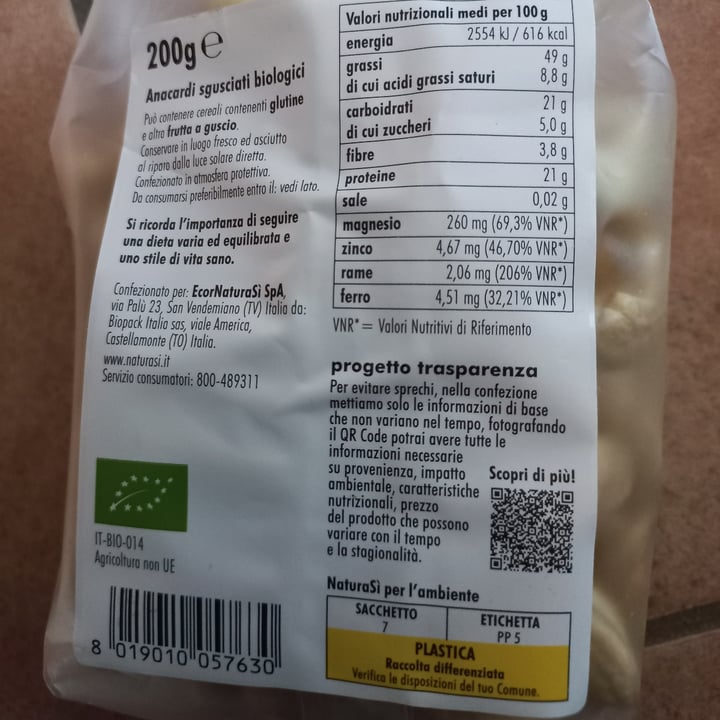 200g ℮
Anacardi sgusciati biologici
Può contenere cereali contenenti glutine
e altra frutta a guscio.
Conservare in luogo fresco ed asciutto
al riparo dalla luce solare diretta.
Confezionato in atmosfera protettiva.
Da consumarsi preferibilmente entro il: vedi lato.
Si ricorda l'importanza di seguire
una dieta varia ed equilibrata e
uno stile di vita sano.
Confezionato per: EcorNaturaSì SpA,
via Palù 23, San Vendemiano (TV) Italia da:
Biopack Italia sas, viale America,
Castellamonte (TO) Italia.
www.naturasi.it
Servizio consumatori: 800-489311
IT-BIO-014
Agricoltura non UE
8 019010 057630
Valori nutrizionali medi per 100 g
energia 2554 kJ / 616 kcal
grassi 49 g
di cui acidi grassi saturi 8,8 g
carboidrati 21 g
di cui zuccheri 5,0 g
fibre 3,8 g
proteine 21 g
sale 0,02 g
magnesio 260 mg (69,3% VNR*)
zinco 4,67 mg (46,70% VNR*)
rame 2,06 mg (206% VNR*)
ferro 4,51 mg (32,21% VNR*)
VNR* = Valori Nutritivi di Riferimento
progetto trasparenza
Per evitare sprechi, nella confezione
mettiamo solo le informazioni di base
che non variano nel tempo, fotografando
il QR Code potrai avere tutte le
informazioni necessarie
su provenienza, impatto
ambientale, caratteristiche
nutrizionali, prezzo
del prodotto che possono
variare con il tempo
e la stagionalità.
Scopri di più!
NaturaSì per l'ambiente
SACCHETTO ETICHETTA
7 PP 5
PLASTICA
Raccolta differenziata
Verifica le disposizioni del tuo Comune.